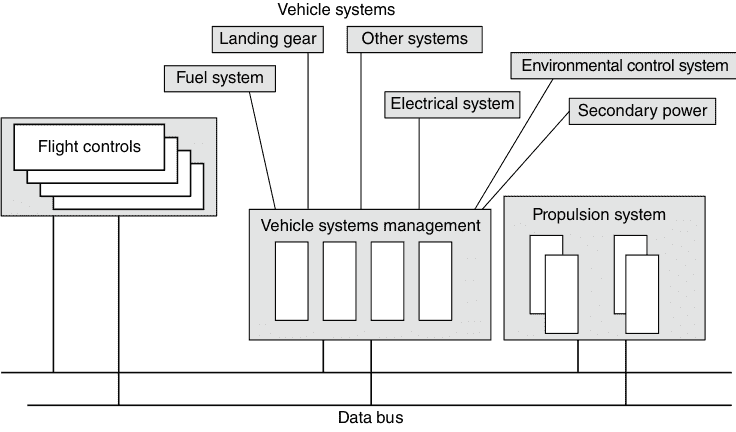 Vehicle systems
Landing gear
Other systems
Fuel system
Environmental control system
Electrical system
Secondary power
Flight controls
Vehicle systems management
Propulsion system
Data bus